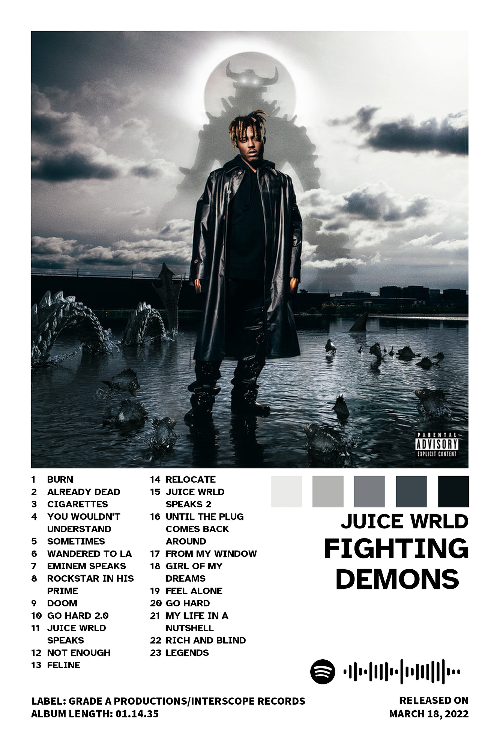 PARENTAL
ADVISORY
EXPLICIT CONTENT
1 BURN
2 ALREADY DEAD
3 CIGARETTES
4 YOU WOULDN'T
UNDERSTAND
5 SOMETIMES
6 WANDERED TO LA
7 EMINEM SPEAKS
8 ROCKSTAR IN HIS
PRIME
9 DOOM
10 GO HARD 2.0
11 JUICE WRLD
SPEAKS
12 NOT ENOUGH
13 FELINE
14 RELOCATE
15 JUICE WRLD
SPEAKS 2
16 UNTIL THE PLUG
COMES BACK
AROUND
17 FROM MY WINDOW
18 GIRL OF MY
DREAMS
19 FEEL ALONE
20 GO HARD
21 MY LIFE IN A
NUTSHELL
22 RICH AND BLIND
23 LEGENDS
JUICE WRLD
FIGHTING
DEMONS
LABEL: GRADE A PRODUCTIONS/INTERSCOPE RECORDS
ALBUM LENGTH: 01.14.35
RELEASED ON
MARCH 18, 2022